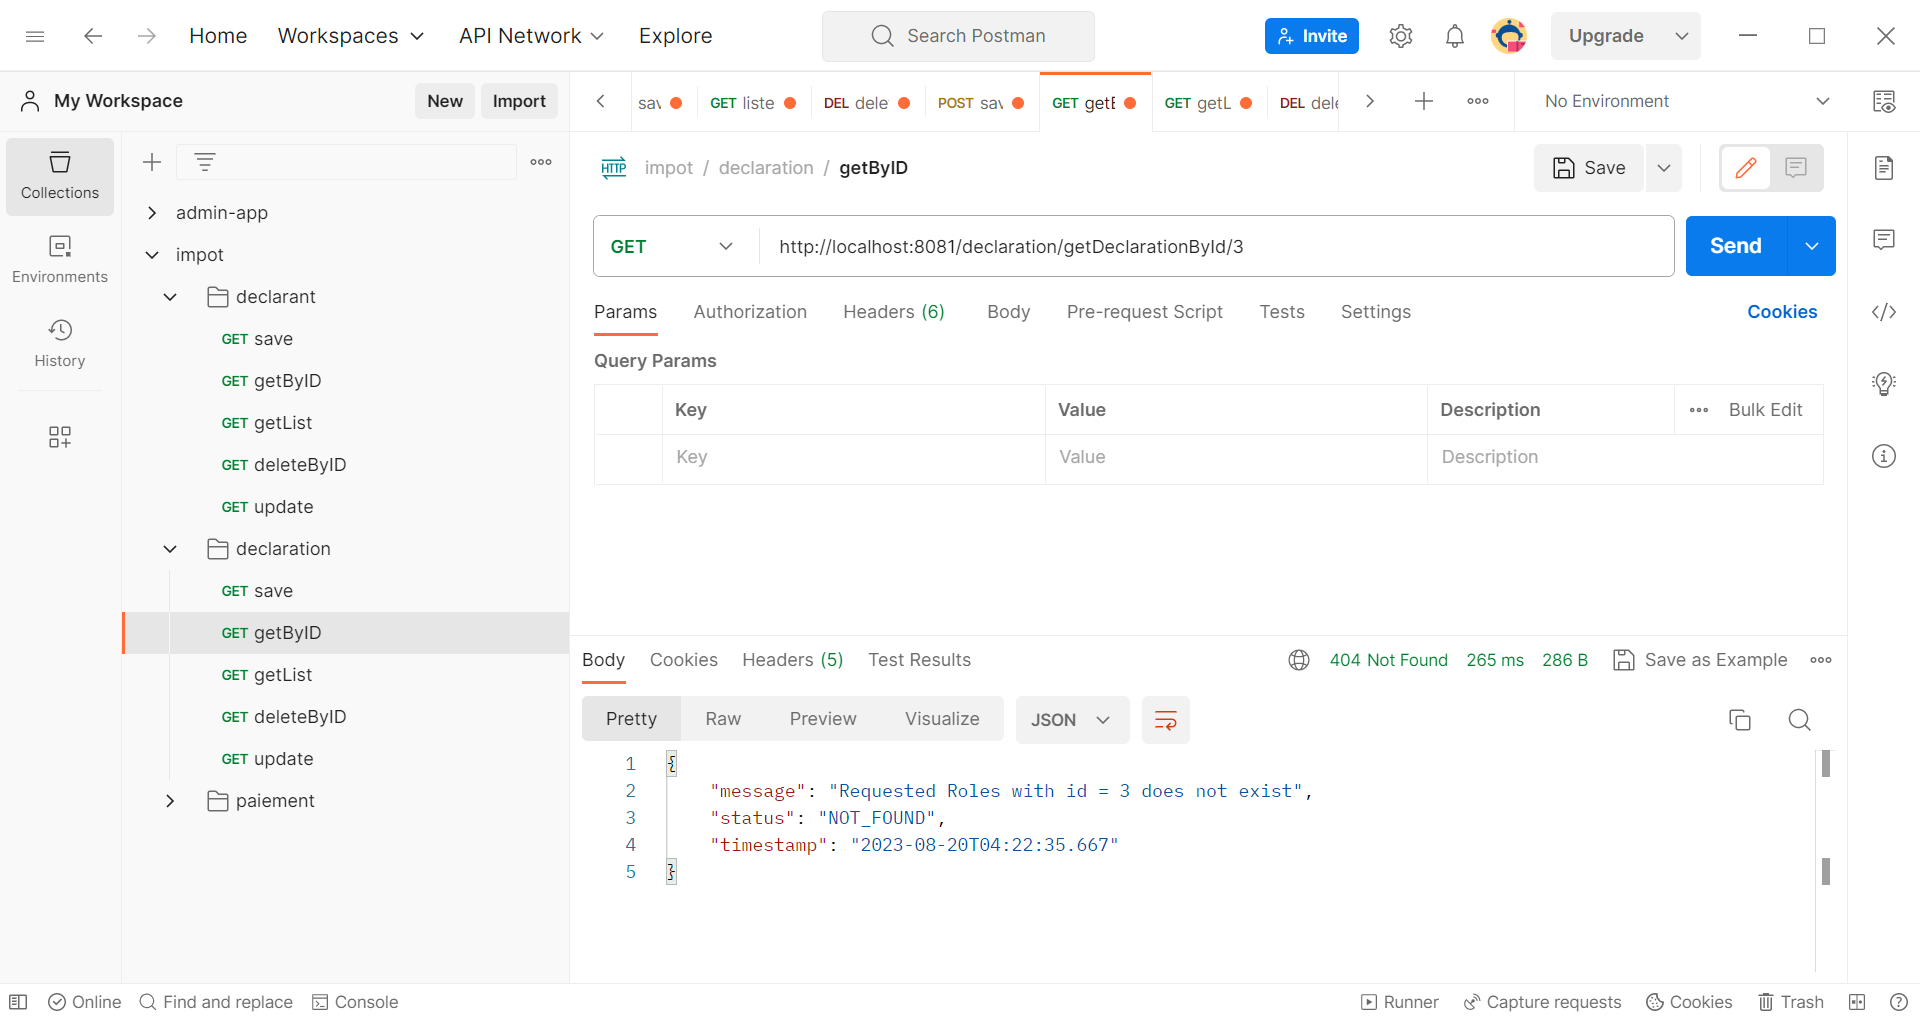 Home Workspaces API Network Explore Search Postman Invite Upgrade
My Workspace New Import
sav GET liste DEL dele POST sav GET getE GET getL DEL dele No Environment
Collections
Environments
History
admin-app
impot
declarant
GET save
GET getByID
GET getList
GET deleteByID
GET update
declaration
GET save
GET getByID
GET getList
GET deleteByID
GET update
paiement
HTTP impot / declaration / getByID Save
GET http://localhost:8081/declaration/getDeclarationById/3 Send
Params Authorization Headers (6) Body Pre-request Script Tests Settings Cookies
Query Params
Key Value Description Bulk Edit
Key Value Description
Body Cookies Headers (5) Test Results 404 Not Found 265 ms 286 B Save as Example
Pretty Raw Preview Visualize JSON
1 {
2 "message": "Requested Roles with id = 3 does not exist",
3 "status": "NOT_FOUND",
4 "timestamp": "2023-08-20T04:22:35.667"
5 }
Online Find and replace Console Runner Capture requests Cookies Trash